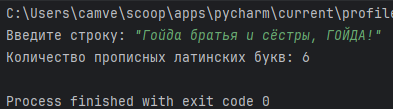 C:\Users\camve\scoop\apps\pycharm\current\profile
Введите строку: "Гойда братья и сёстры, ГОЙДА!"
Количество прописных латинских букв: 6
Process finished with exit code 0